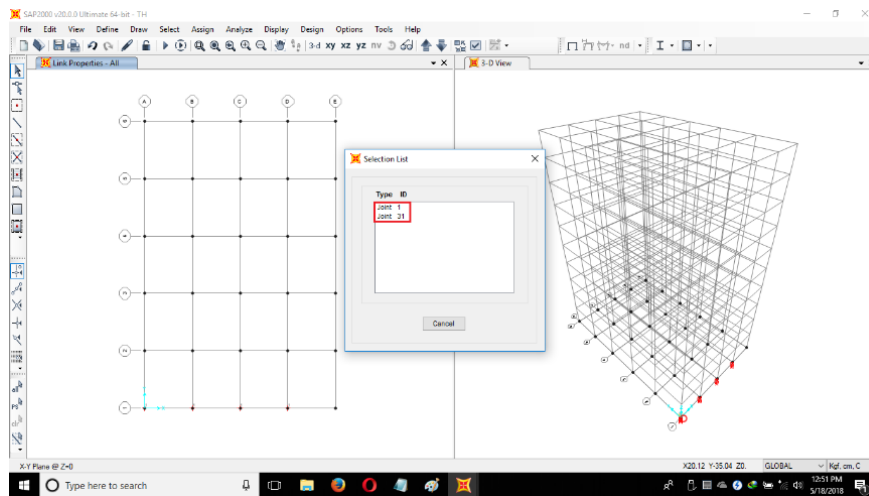 SAP2000 v20.0.0 Ultimate 64-bit - TH
File Edit View Define Draw Select Assign Analyze Display Design Options Tools Help
3-d xy xz yz nv
nd
Link Properties - All
3-D View
A B C D E
Selection List
Type ID
Joint 1
Joint 31
Cancel
X-Y Plane @ Z=0
X20.12 Y-35.04 Z0.
GLOBAL
Kgf, cm, C
Type here to search
12:51 PM
5/18/2018